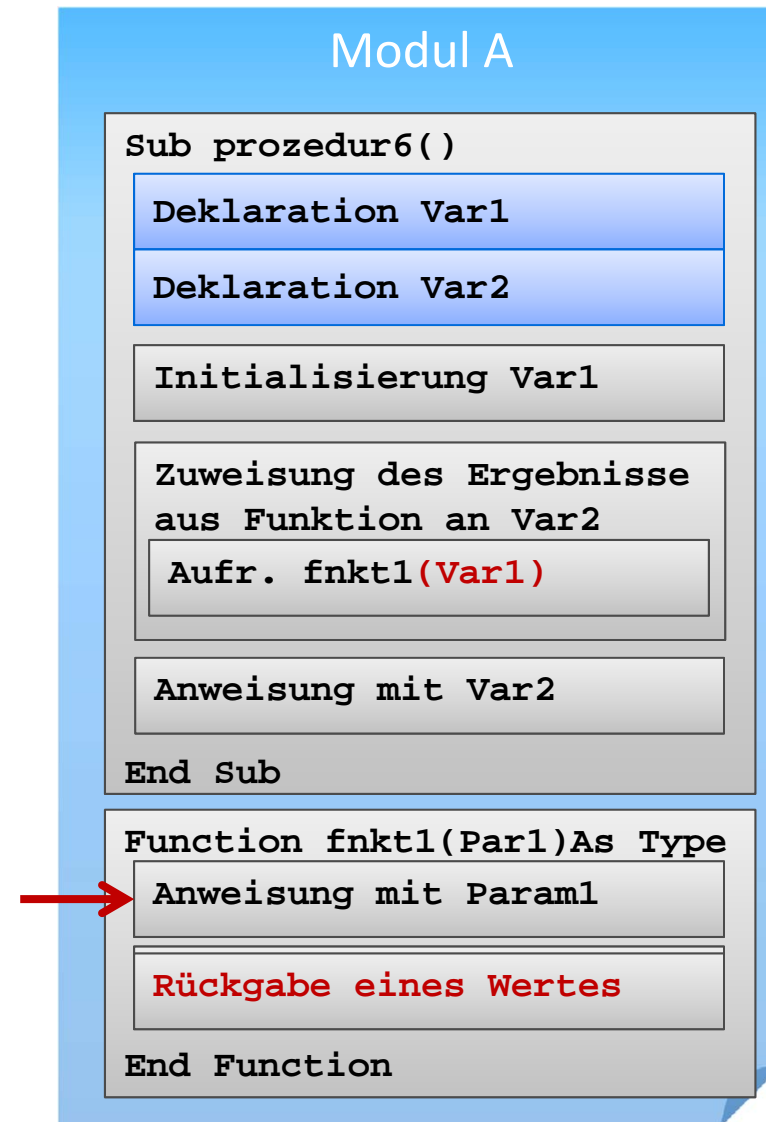 Modul A
Sub prozedur6()
Deklaration Var1
Deklaration Var2
Initialisierung Var1
Zuweisung des Ergebnisse
aus Funktion an Var2
Aufr. fnkt1(Var1)
Anweisung mit Var2
End Sub
Function fnkt1(Par1)As Type
Anweisung mit Param1
Rückgabe eines Wertes
End Function